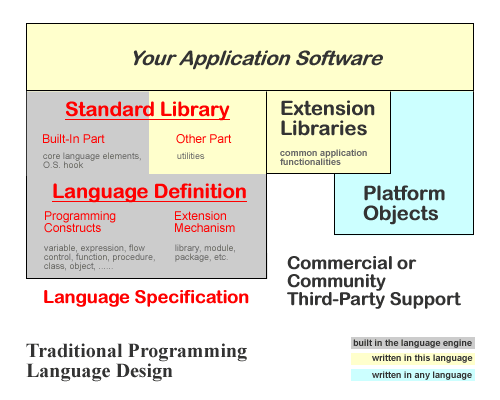 Your Application Software
Standard Library
Built-In Part
core language elements,
O.S. hook
Other Part
utilities
Extension
Libraries
common application
functionalities
Language Definition
Programming
Constructs
variable, expression, flow
control, function, procedure,
class, object, ......
Extension
Mechanism
library, module,
package, etc.
Platform
Objects
Language Specification
Commercial or
Community
Third-Party Support
Traditional Programming
Language Design
built in the language engine
written in this language
written in any language